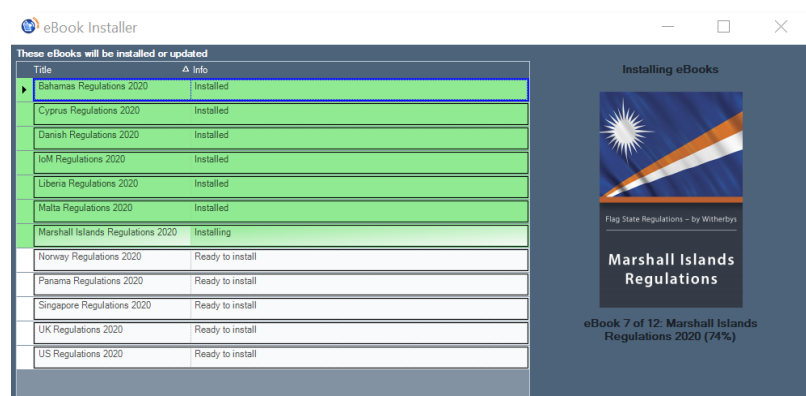 eBook Installer
These eBooks will be installed or updated
Title Info
Bahamas Regulations 2020 Installed
Cyprus Regulations 2020 Installed
Danish Regulations 2020 Installed
IoM Regulations 2020 Installed
Liberia Regulations 2020 Installed
Malta Regulations 2020 Installed
Marshall Islands Regulations 2020 Installing
Norway Regulations 2020 Ready to install
Panama Regulations 2020 Ready to install
Singapore Regulations 2020 Ready to install
UK Regulations 2020 Ready to install
US Regulations 2020 Ready to install
Installing eBooks
Flag State Regulations – by Witherbys
Marshall Islands
Regulations
eBook 7 of 12: Marshall Islands
Regulations 2020 (74%)